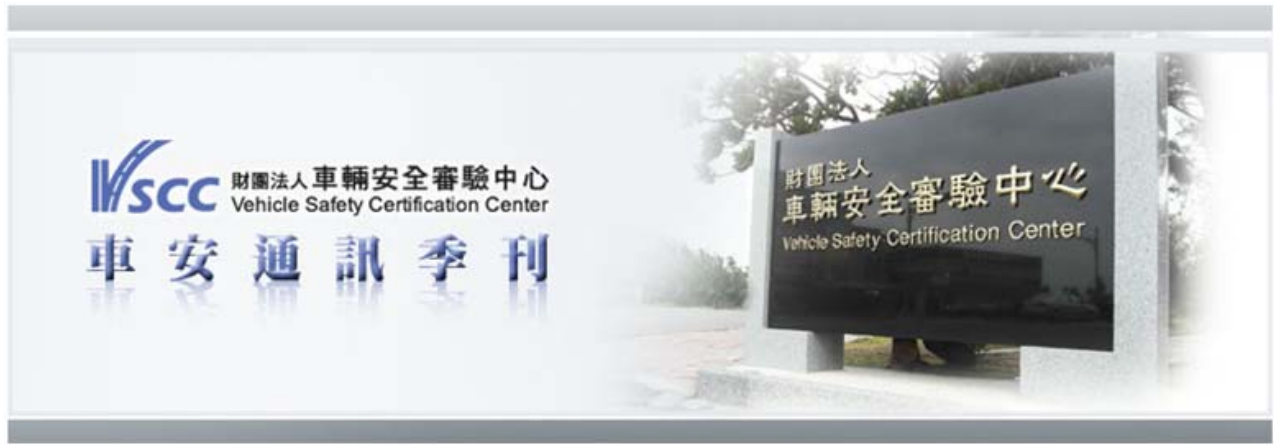 VSCC 財團法人車輛安全審驗中心
Vehicle Safety Certification Center
車安通訊季刊
財團法人
車輛安全審驗中心
Vehicle Safety Certification Center